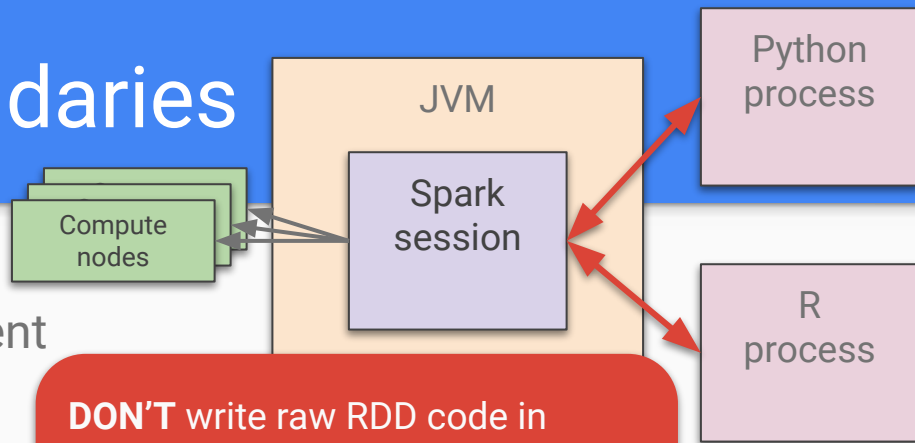 daries
JVM
Python
process
Spark
session
Compute
nodes
R
process
ent
DON'T write raw RDD code in